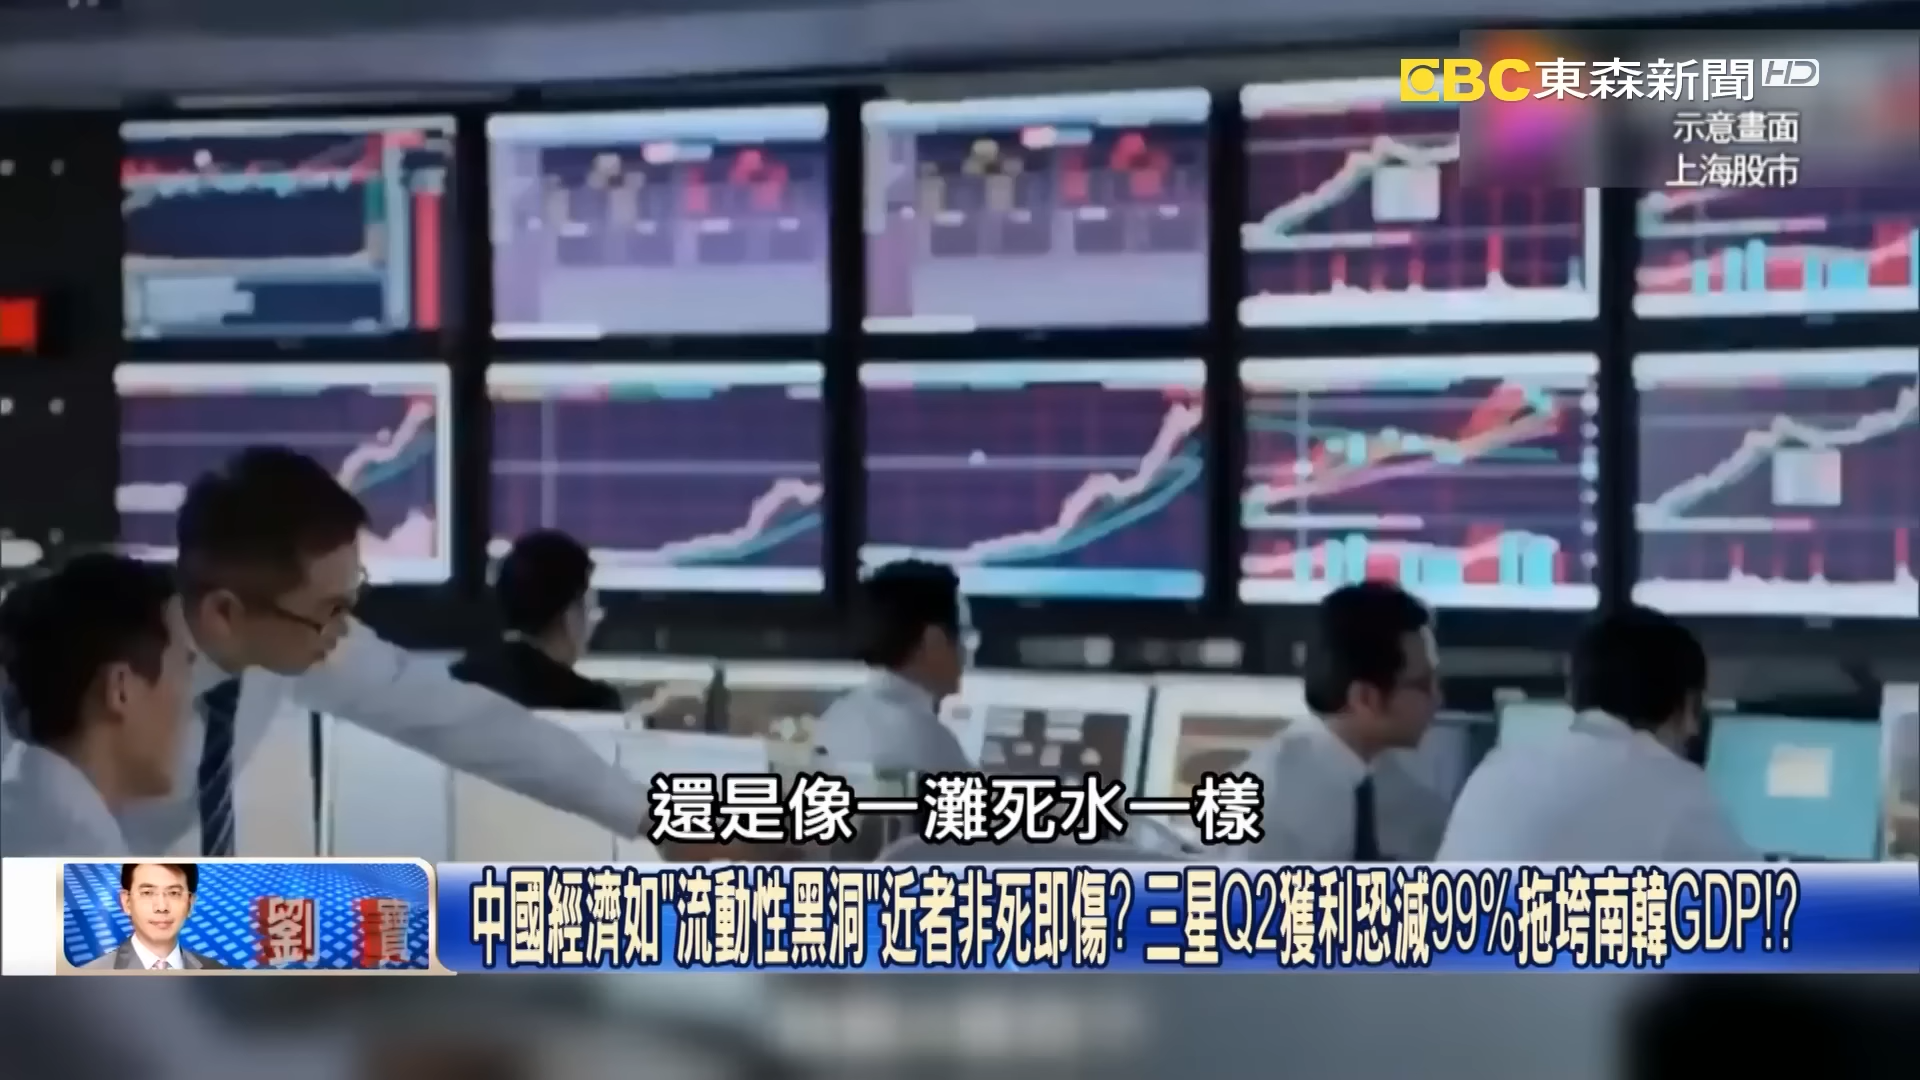 EBC東森新聞HD
示意畫面
上海股市
還是像一灘死水一樣
劉 寶
中國經濟如"流動性黑洞"近者非死即傷? 三星Q2獲利恐減99%拖垮南韓GDP!?